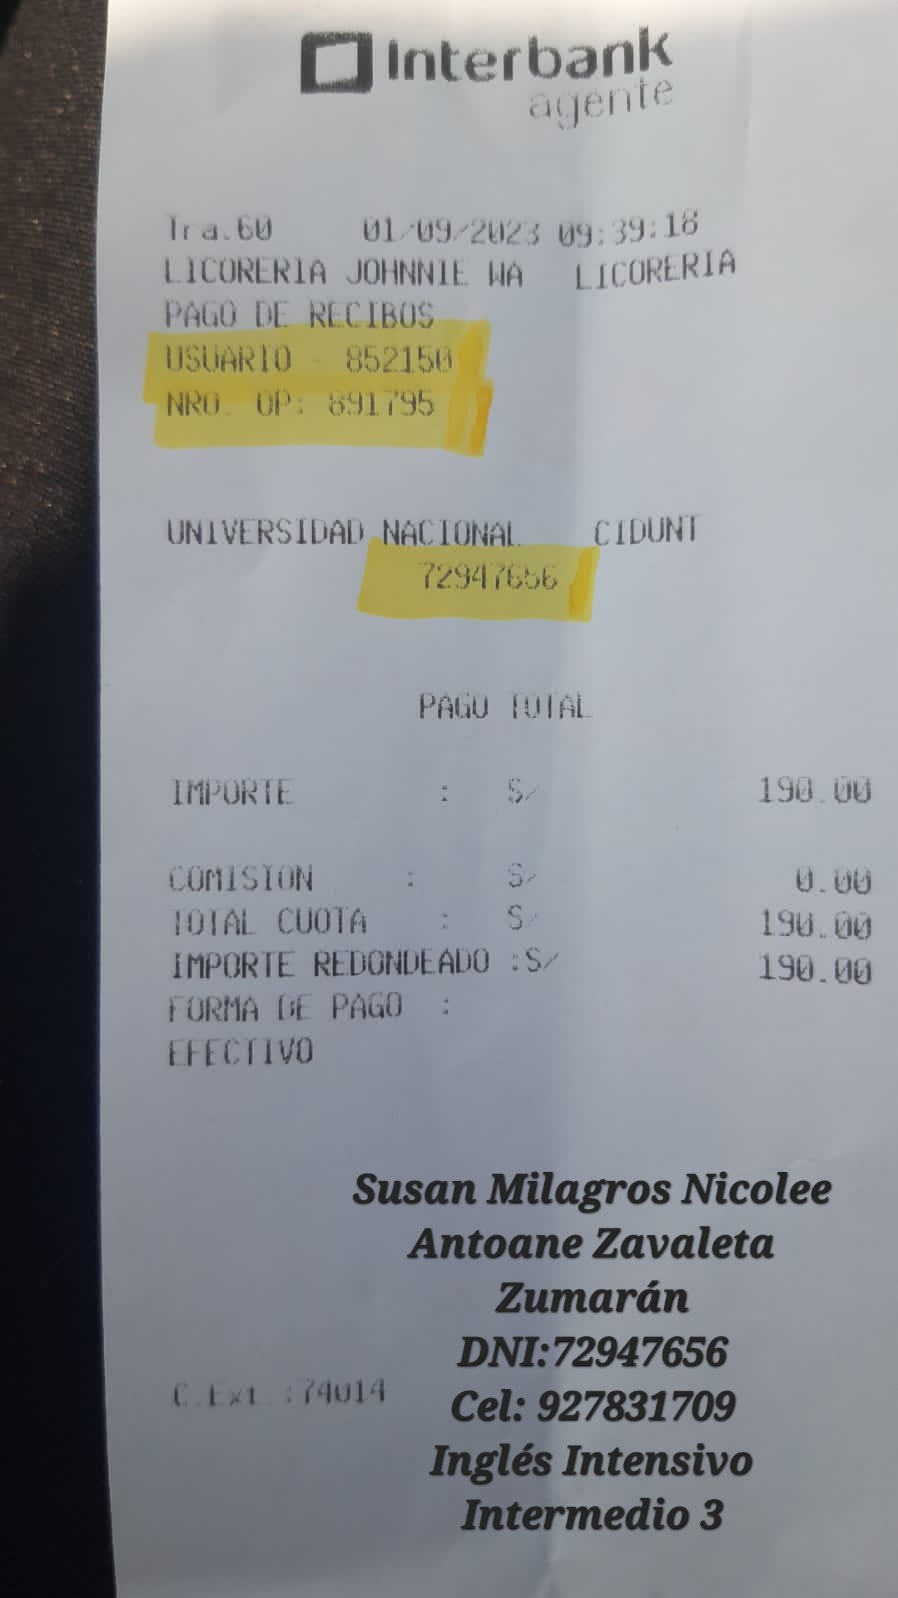 Interbank
agente
Tra.60 01/09/2023 09:39:18
LICORERIA JOHNNIE WA LICORERIA
PAGO DE RECIBOS
USUARIO - 852150
NRO. OP: 891795
UNIVERSIDAD NACIONAL CIDUNT
72947656
PAGO TOTAL
IMPORTE : S/ 190.00
COMISION : S/ 0.00
TOTAL CUOTA : S/ 190.00
IMPORTE REDONDEADO :S/ 190.00
FORMA DE PAGO :
EFECTIVO
Susan Milagros Nicolee
Antoane Zavaleta
Zumarán
DNI:72947656
C.Ext.:74014
Cel: 927831709
Inglés Intensivo
Intermedio 3